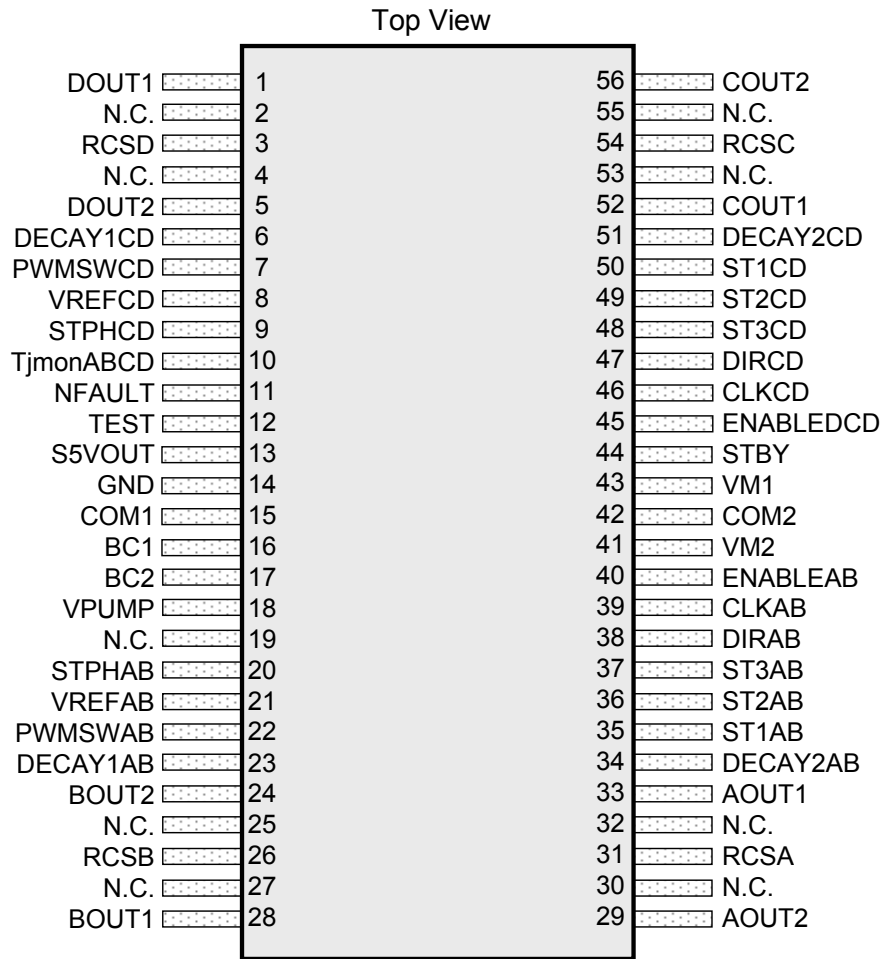 Top View
DOUT1 1 56 COUT2
N.C. 2 55 N.C.
RCSD 3 54 RCSC
N.C. 4 53 N.C.
DOUT2 5 52 COUT1
DECAY1CD 6 51 DECAY2CD
PWMSWCD 7 50 ST1CD
VREFCD 8 49 ST2CD
STPHCD 9 48 ST3CD
TjmonABCD 10 47 DIRCD
NFAULT 11 46 CLKCD
TEST 12 45 ENABLEDCD
S5VOUT 13 44 STBY
GND 14 43 VM1
COM1 15 42 COM2
BC1 16 41 VM2
BC2 17 40 ENABLEAB
VPUMP 18 39 CLKAB
N.C. 19 38 DIRAB
STPHAB 20 37 ST3AB
VREFAB 21 36 ST2AB
PWMSWAB 22 35 ST1AB
DECAY1AB 23 34 DECAY2AB
BOUT2 24 33 AOUT1
N.C. 25 32 N.C.
RCSB 26 31 RCSA
N.C. 27 30 N.C.
BOUT1 28 29 AOUT2